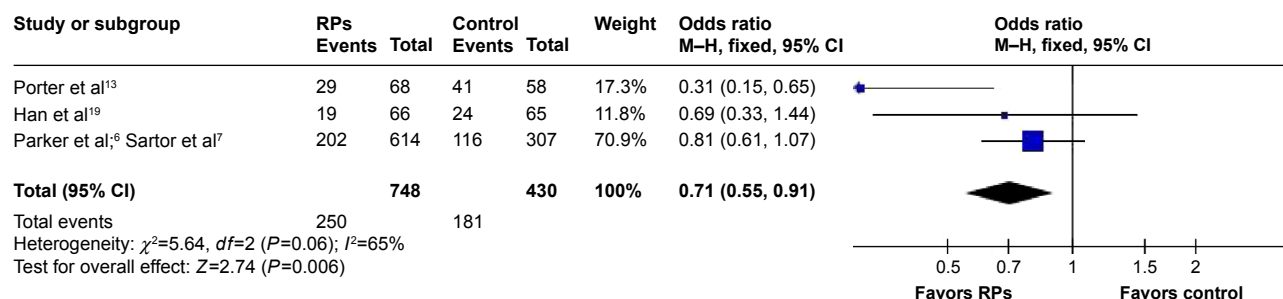 Study or subgroup RPs Control Weight Odds ratio Odds ratio
Events Total Events Total M–H, fixed, 95% CI M–H, fixed, 95% CI
Porter et al¹³ 29 68 41 58 17.3% 0.31 (0.15, 0.65)
Han et al¹⁹ 19 66 24 65 11.8% 0.69 (0.33, 1.44)
Parker et al;⁶ Sartor et al⁷ 202 614 116 307 70.9% 0.81 (0.61, 1.07)
Total (95% CI) 748 430 100% 0.71 (0.55, 0.91)
Total events 250 181
Heterogeneity: χ²=5.64, df=2 (P=0.06); I²=65%
Test for overall effect: Z=2.74 (P=0.006)
0.5 0.7 1 1.5 2
Favors RPs Favors control